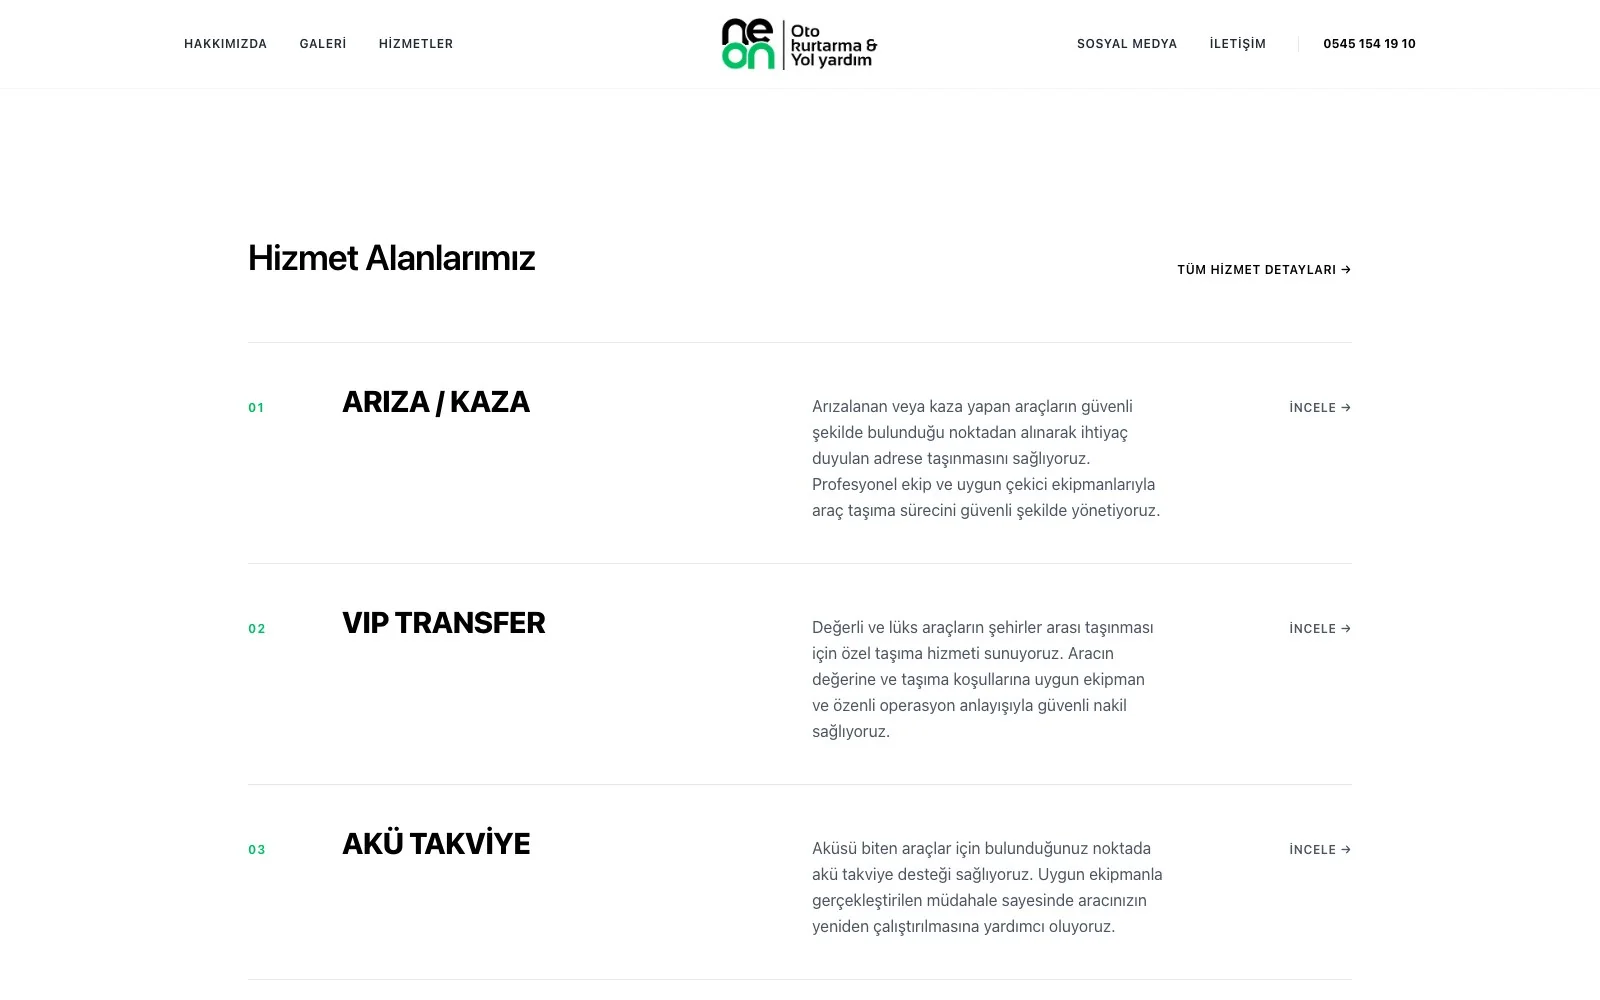 HAKKIMIZDA
GALERİ
HİZMETLER
neon
Oto
kurtarma &
Yol yardım
SOSYAL MEDYA
İLETİŞİM
0545 154 19 10
Hizmet Alanlarımız
TÜM HİZMET DETAYLARI →
01
ARIZA / KAZA
Arızalanan veya kaza yapan araçların güvenli
şekilde bulunduğu noktadan alınarak ihtiyaç
duyulan adrese taşınmasını sağlıyoruz.
Profesyonel ekip ve uygun çekici ekipmanlarıyla
araç taşıma sürecini güvenli şekilde yönetiyoruz.
İNCELE →
02
VIP TRANSFER
Değerli ve lüks araçların şehirler arası taşınması
için özel taşıma hizmeti sunuyoruz. Aracın
değerine ve taşıma koşullarına uygun ekipman
ve özenli operasyon anlayışıyla güvenli nakil
sağlıyoruz.
İNCELE →
03
AKÜ TAKVİYE
Aküsü biten araçlar için bulunduğunuz noktada
akü takviye desteği sağlıyoruz. Uygun ekipmanla
gerçekleştirilen müdahale sayesinde aracınızın
yeniden çalıştırılmasına yardımcı oluyoruz.
İNCELE →